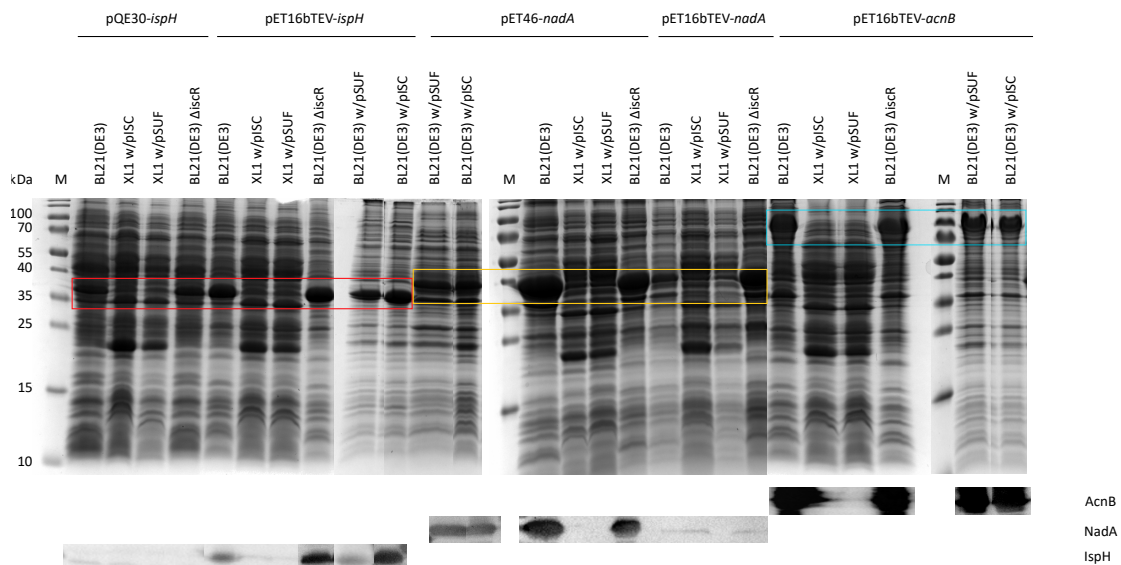 pQE30-ispH pET16bTEV-ispH pET46-nadA pET16bTEV-nadA pET16bTEV-acnB
kDa M BL21(DE3) XL1 w/pISC XL1 w/pSUF BL21(DE3) ΔiscR BL21(DE3) XL1 w/pISC XL1 w/pSUF BL21(DE3) ΔiscR BL21(DE3) w/pSUF BL21(DE3) w/pISC BL21(DE3) w/pSUF BL21(DE3) w/pISC M BL21(DE3) XL1 w/pISC XL1 w/pSUF BL21(DE3) ΔiscR BL21(DE3) XL1 w/pISC XL1 w/pSUF BL21(DE3) ΔiscR BL21(DE3) XL1 w/pISC XL1 w/pSUF BL21(DE3) ΔiscR M BL21(DE3) w/pSUF BL21(DE3) w/pISC
100
70
55
40
35
25
15
10
AcnB
NadA
IspH